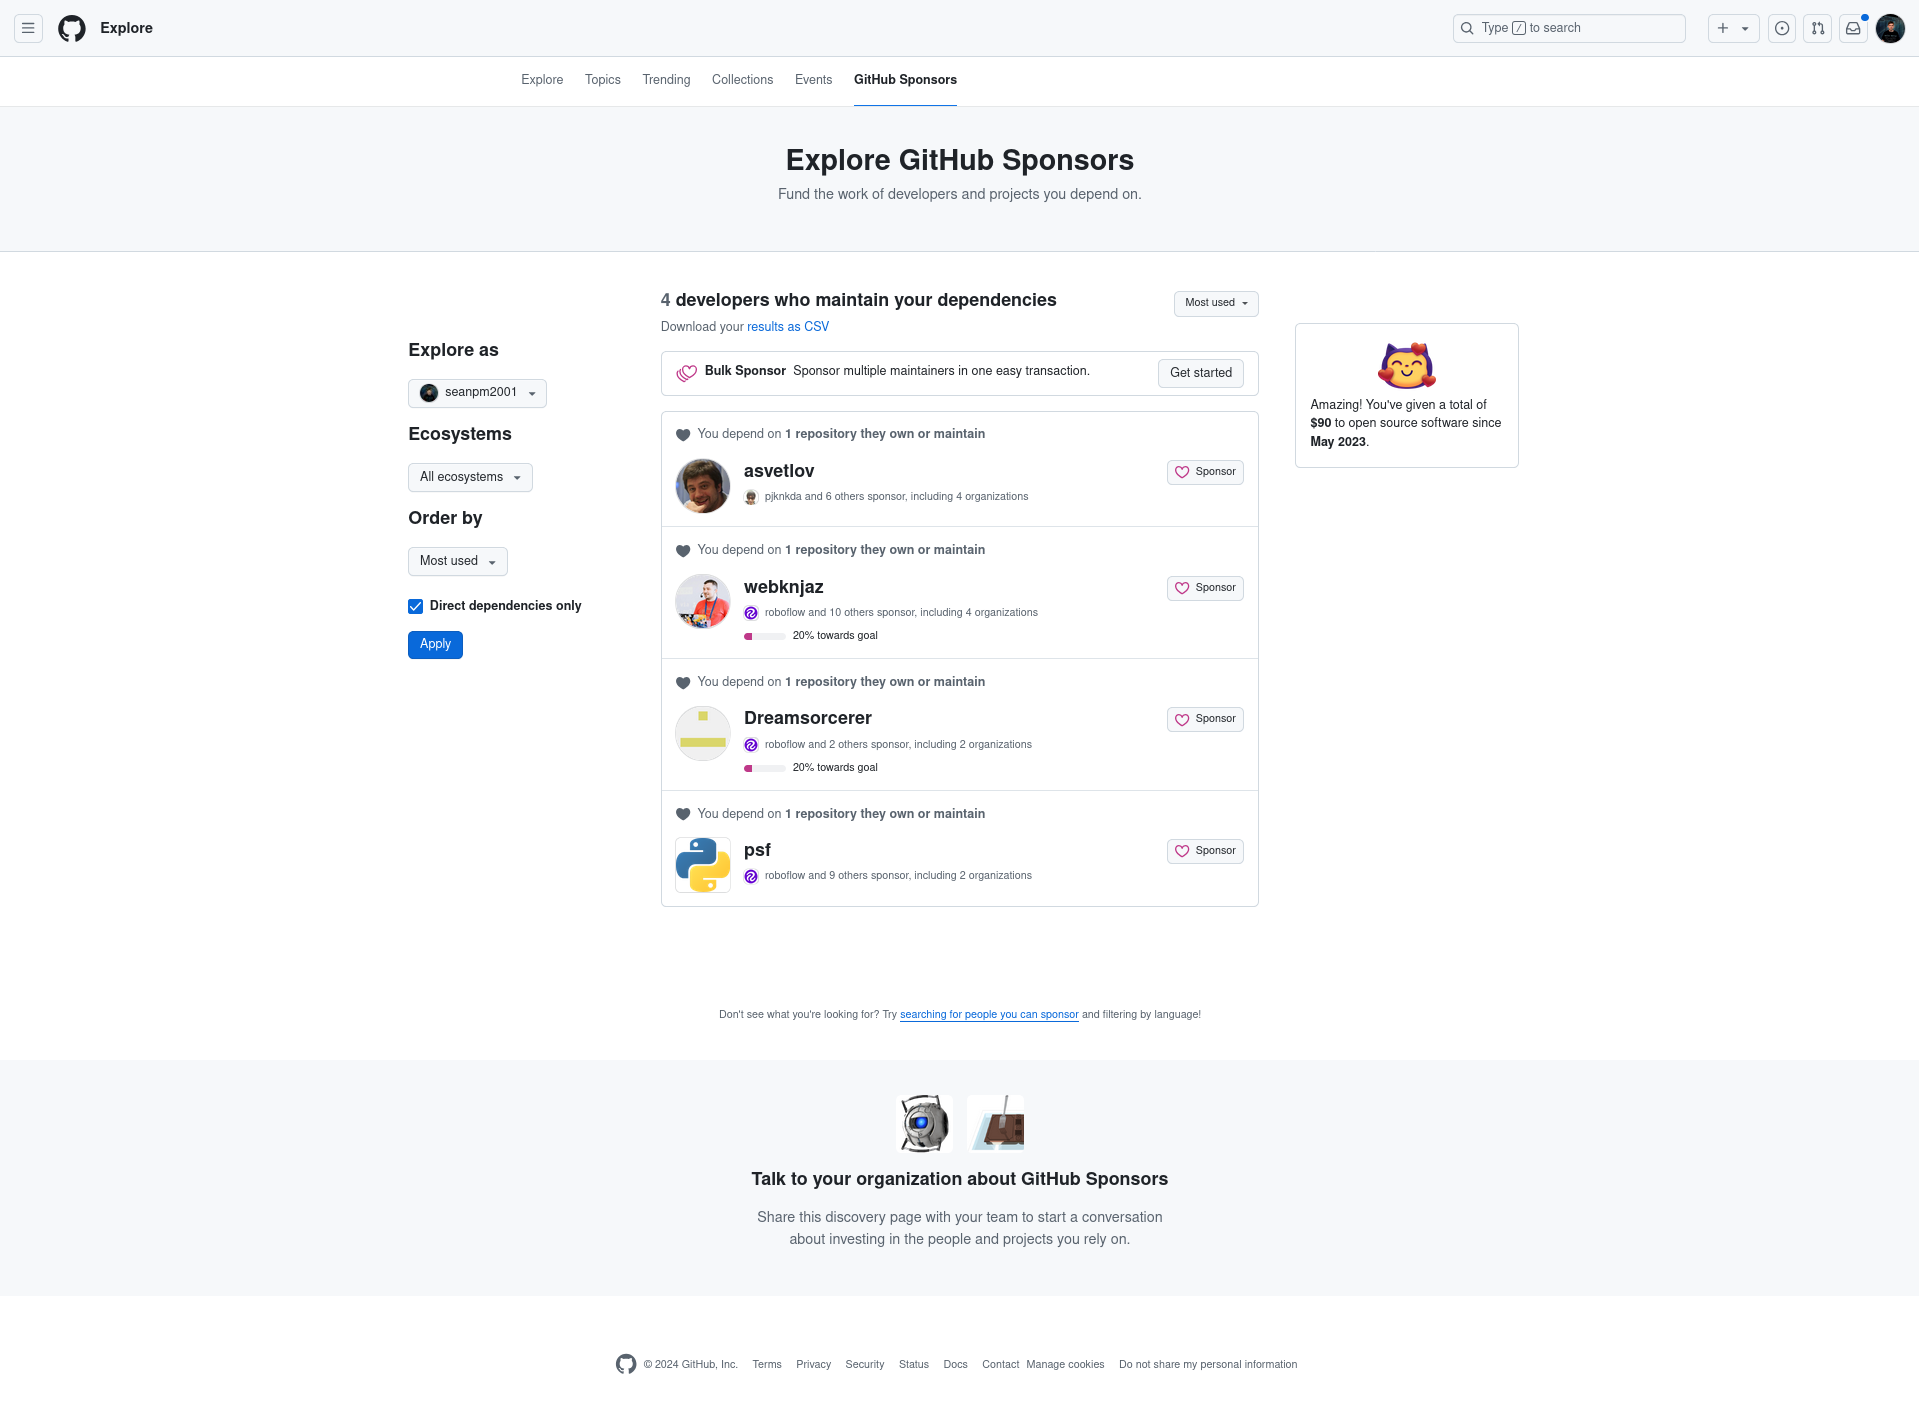 Explore
Type / to search
Explore Topics Trending Collections Events GitHub Sponsors
Explore GitHub Sponsors
Fund the work of developers and projects you depend on.
Explore as
seanpm2001
Ecosystems
All ecosystems
Order by
Most used
Direct dependencies only
Apply
4 developers who maintain your dependencies
Most used
Download your results as CSV
Bulk Sponsor Sponsor multiple maintainers in one easy transaction.
Get started
You depend on 1 repository they own or maintain
asvetlov
Sponsor
pjknkda and 6 others sponsor, including 4 organizations
You depend on 1 repository they own or maintain
webknjaz
Sponsor
roboflow and 10 others sponsor, including 4 organizations
20% towards goal
You depend on 1 repository they own or maintain
Dreamsorcerer
Sponsor
roboflow and 2 others sponsor, including 2 organizations
20% towards goal
You depend on 1 repository they own or maintain
psf
Sponsor
roboflow and 9 others sponsor, including 2 organizations
Amazing! You've given a total of
$90 to open source software since
May 2023.
Don't see what you're looking for? Try searching for people you can sponsor and filtering by language!
Talk to your organization about GitHub Sponsors
Share this discovery page with your team to start a conversation
about investing in the people and projects you rely on.
© 2024 GitHub, Inc. Terms Privacy Security Status Docs Contact Manage cookies Do not share my personal information